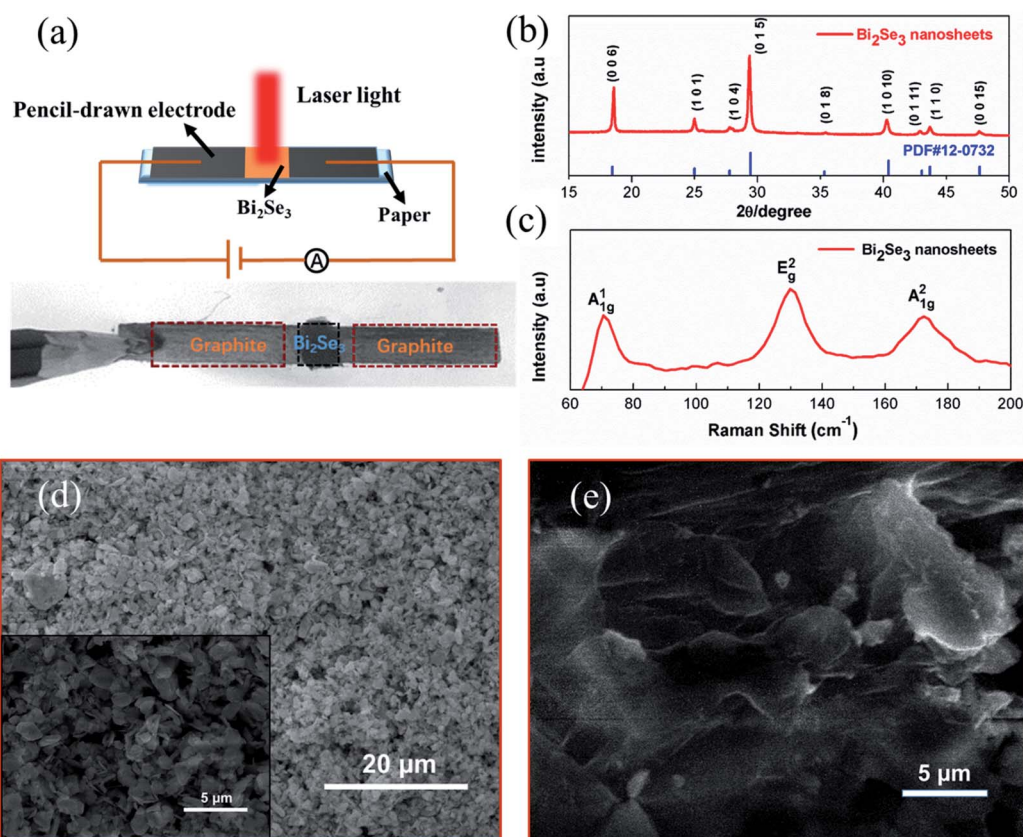 (a)
Pencil-drawn electrode
Laser light
Bi₂Se₃
Paper
A
Graphite
Bi₂Se₃
Graphite
(b)
intensity (a.u
Bi₂Se₃ nanosheets
(0 0 6)
(1 0 1)
(1 0 4)
(0 1 5)
(0 1 8)
(1 0 10)
(0 1 11)
(1 1 0)
(0 0 15)
PDF#12-0732
15 20 25 30 35 40 45 50
2θ/degree
(c)
Intensity (a.u)
Bi₂Se₃ nanosheets
A¹₁g
E²g
A²₁g
60 80 100 120 140 160 180 200
Raman Shift (cm⁻¹)
(d)
20 μm
5 μm
(e)
5 μm